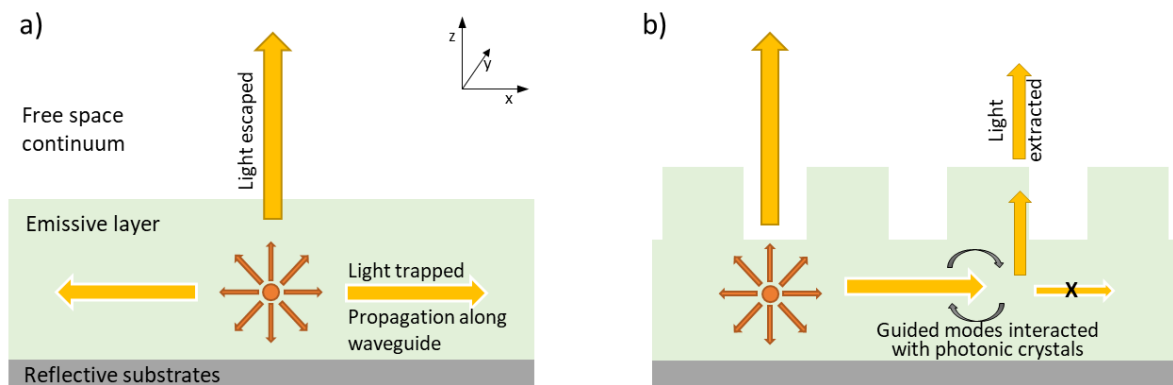 a)
z
y
x
Free space
continuum
Light escaped
Emissive layer
Light trapped
Propagation along
waveguide
Reflective substrates
b)
Light
extracted
X
Guided modes interacted
with photonic crystals